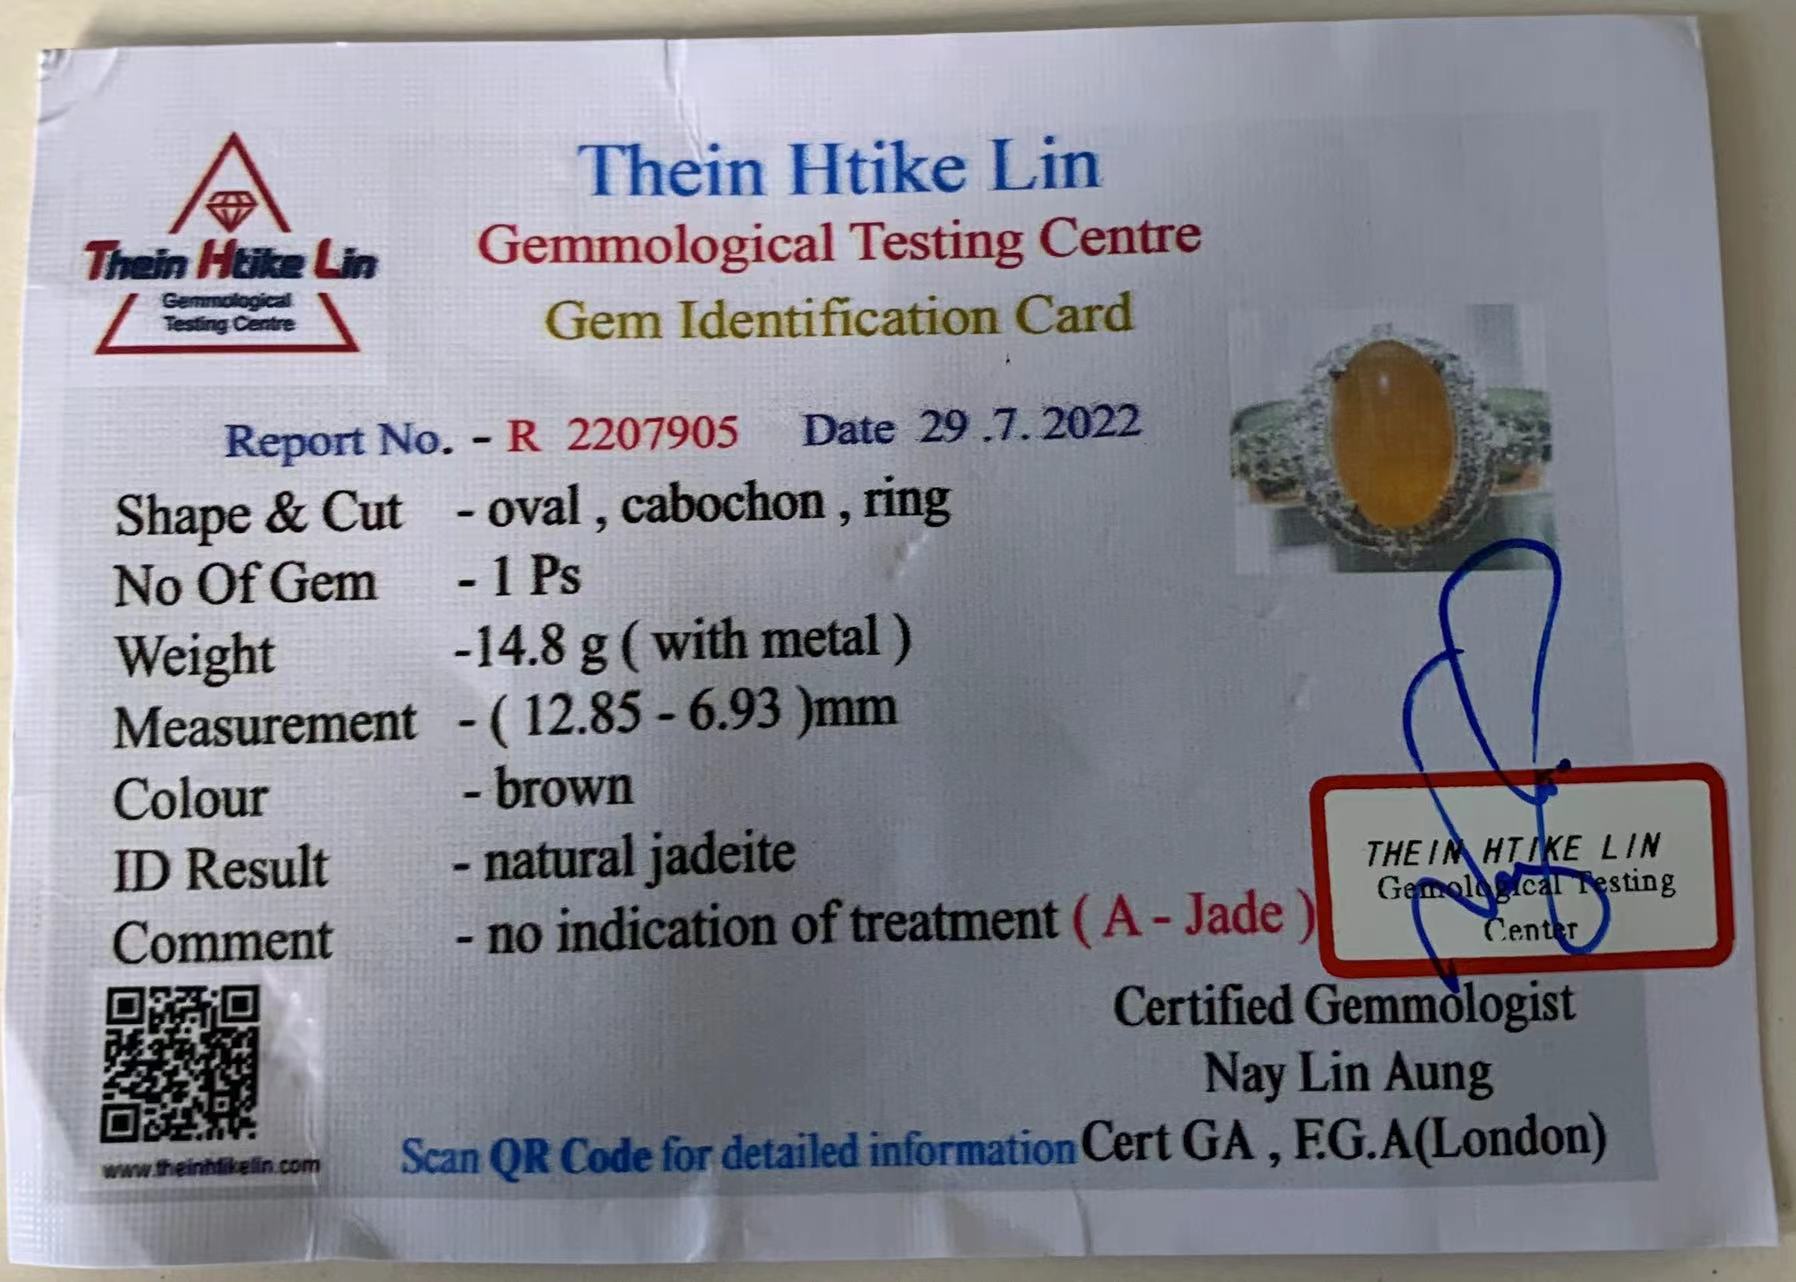 Thein Htike Lin
Gemmological
Testing Centre
Thein Htike Lin
Gemmological Testing Centre
Gem Identification Card
Report No. - R 2207905 Date 29 .7. 2022
Shape & Cut - oval , cabochon , ring
No Of Gem - 1 Ps
Weight -14.8 g ( with metal )
Measurement - ( 12.85 - 6.93 )mm
Colour - brown
ID Result - natural jadeite
Comment - no indication of treatment ( A - Jade )
THEIN HTIKE LIN
Gemological Testing
Center
Certified Gemmologist
Nay Lin Aung
Cert GA , F.G.A(London)
www.theinhtikelin.com
Scan QR Code for detailed information